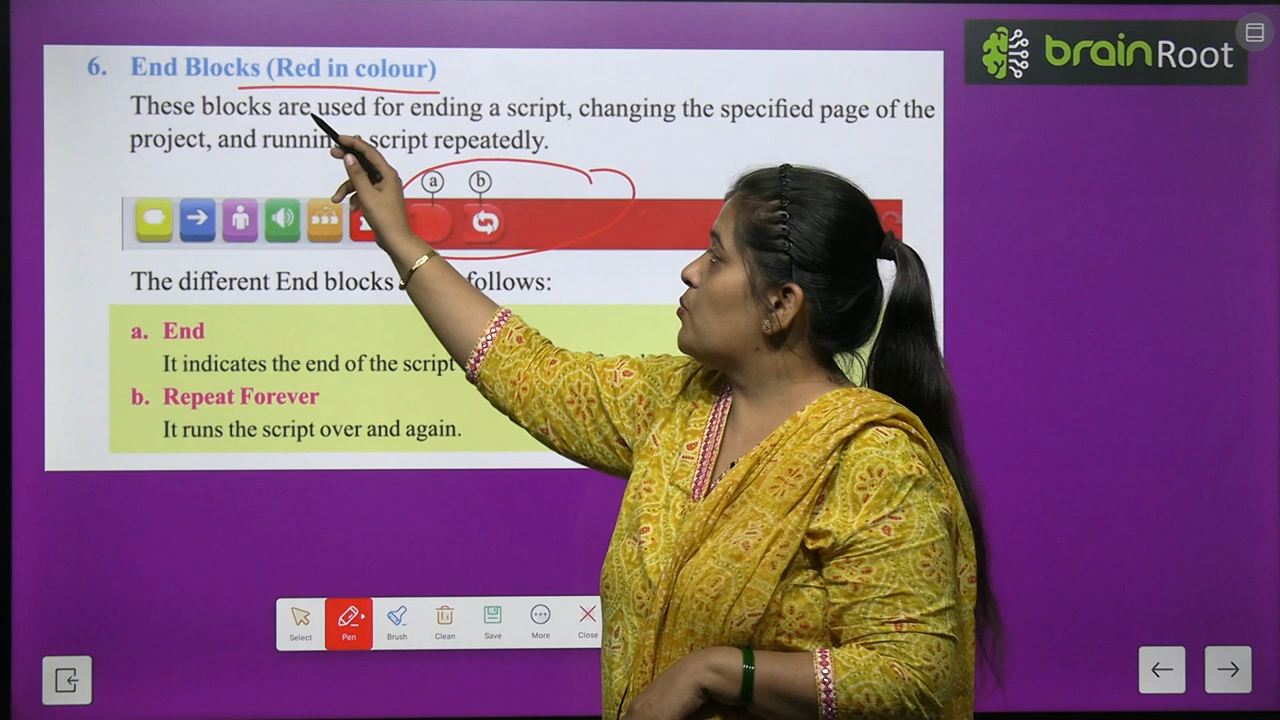 brainRoot
6. End Blocks (Red in colour)
These blocks are used for ending a script, changing the specified page of the
project, and running script repeatedly.
a b
The different End blocks follows:
a. End
It indicates the end of the script
b. Repeat Forever
It runs the script over and again.
Select Pen Brush Clean Save More Close